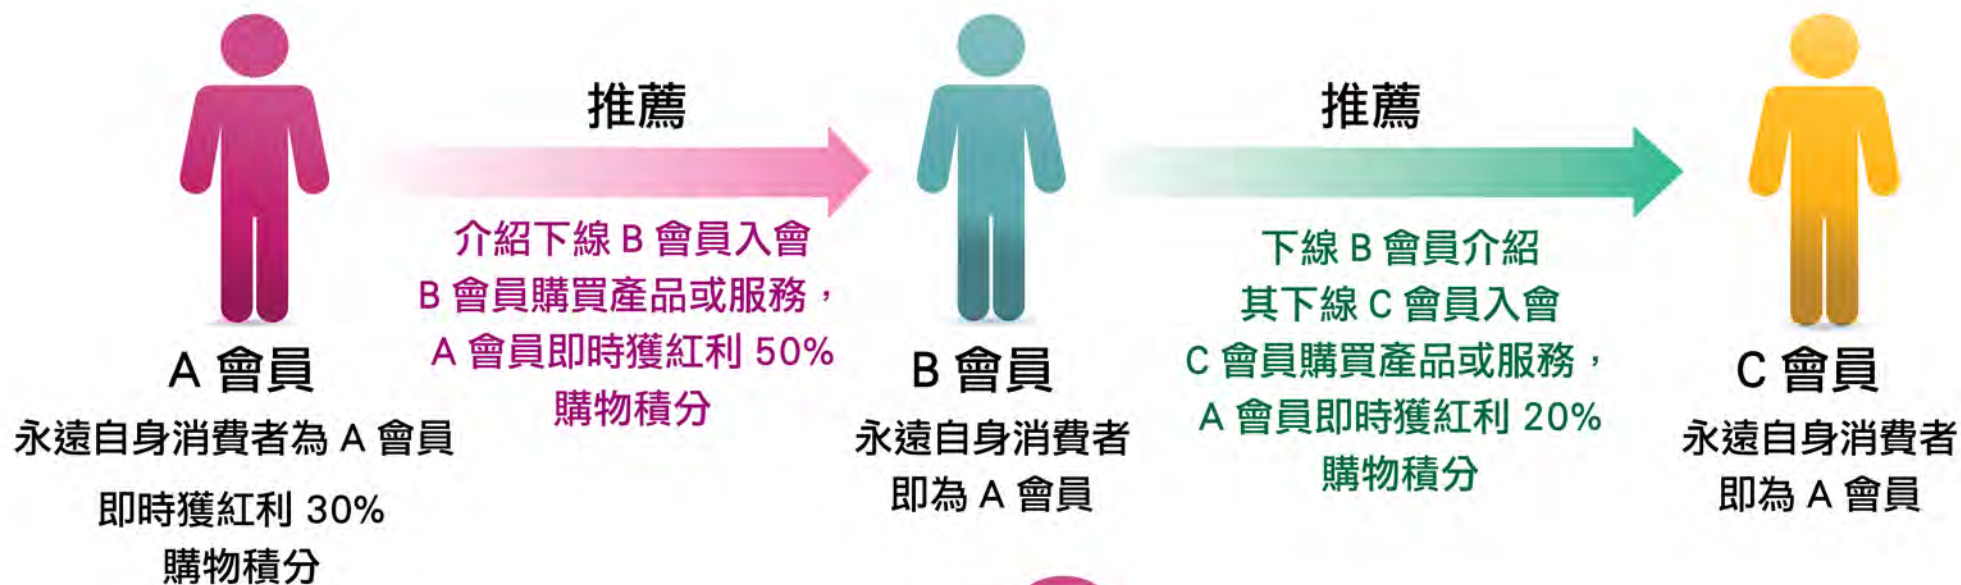 推薦
推薦
介紹下線 B 會員入會
B 會員購買產品或服務，
A 會員即時獲紅利 50%
購物積分
下線 B 會員介紹
其下線 C 會員入會
C 會員購買產品或服務，
A 會員即時獲紅利 20%
購物積分
A 會員
永遠自身消費者為 A 會員
即時獲紅利 30%
購物積分
B 會員
永遠自身消費者
即為 A 會員
C 會員
永遠自身消費者
即為 A 會員